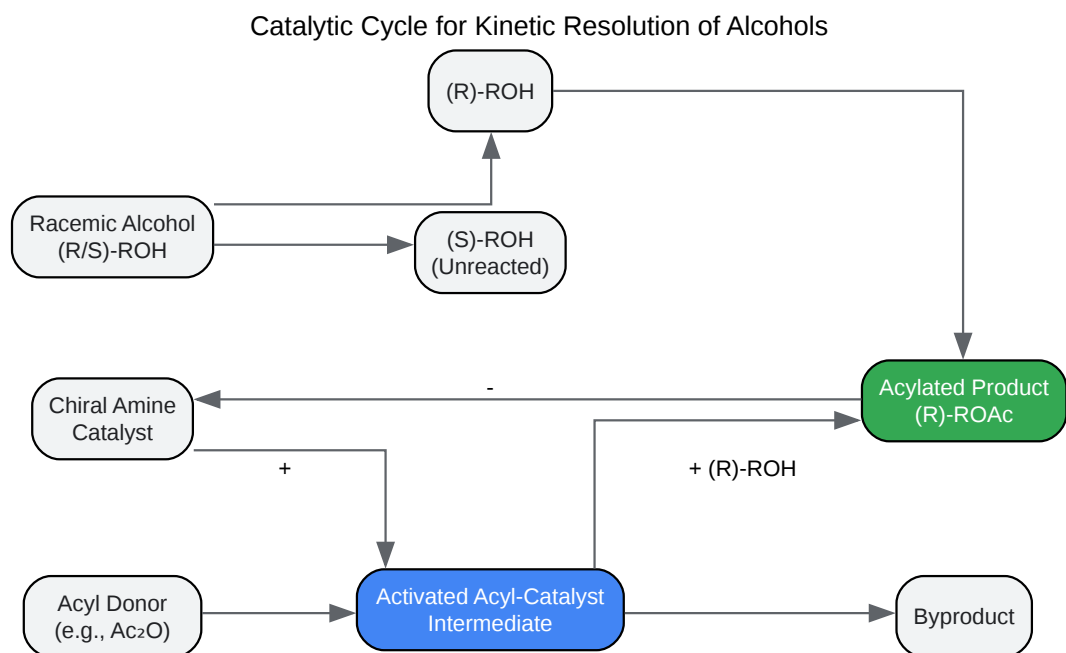 Catalytic Cycle for Kinetic Resolution of Alcohols
(R)-ROH
Racemic Alcohol
(R/S)-ROH
(S)-ROH
(Unreacted)
-
Acylated Product
(R)-ROAc
Chiral Amine
Catalyst
+
+ (R)-ROH
Acyl Donor
(e.g., Ac₂O)
Activated Acyl-Catalyst
Intermediate
Byproduct